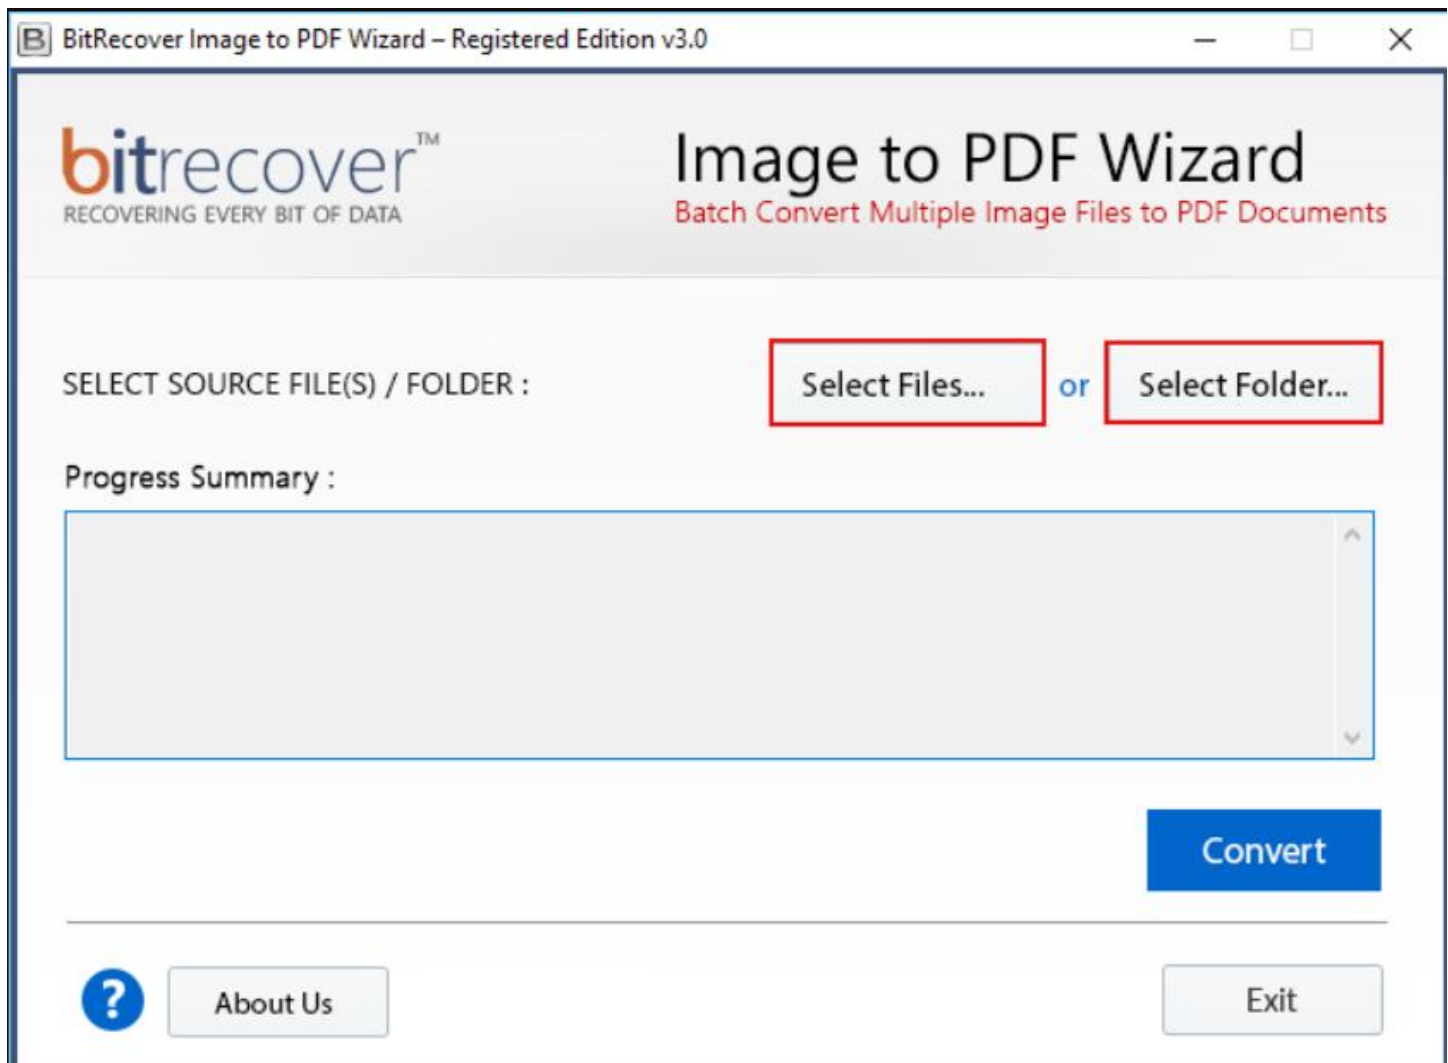 BitRecover Image to PDF Wizard – Registered Edition v3.0
bitrecover™
RECOVERING EVERY BIT OF DATA
Image to PDF Wizard
Batch Convert Multiple Image Files to PDF Documents
SELECT SOURCE FILE(S) / FOLDER : Select Files... or Select Folder...
Progress Summary :
Convert
? About Us Exit